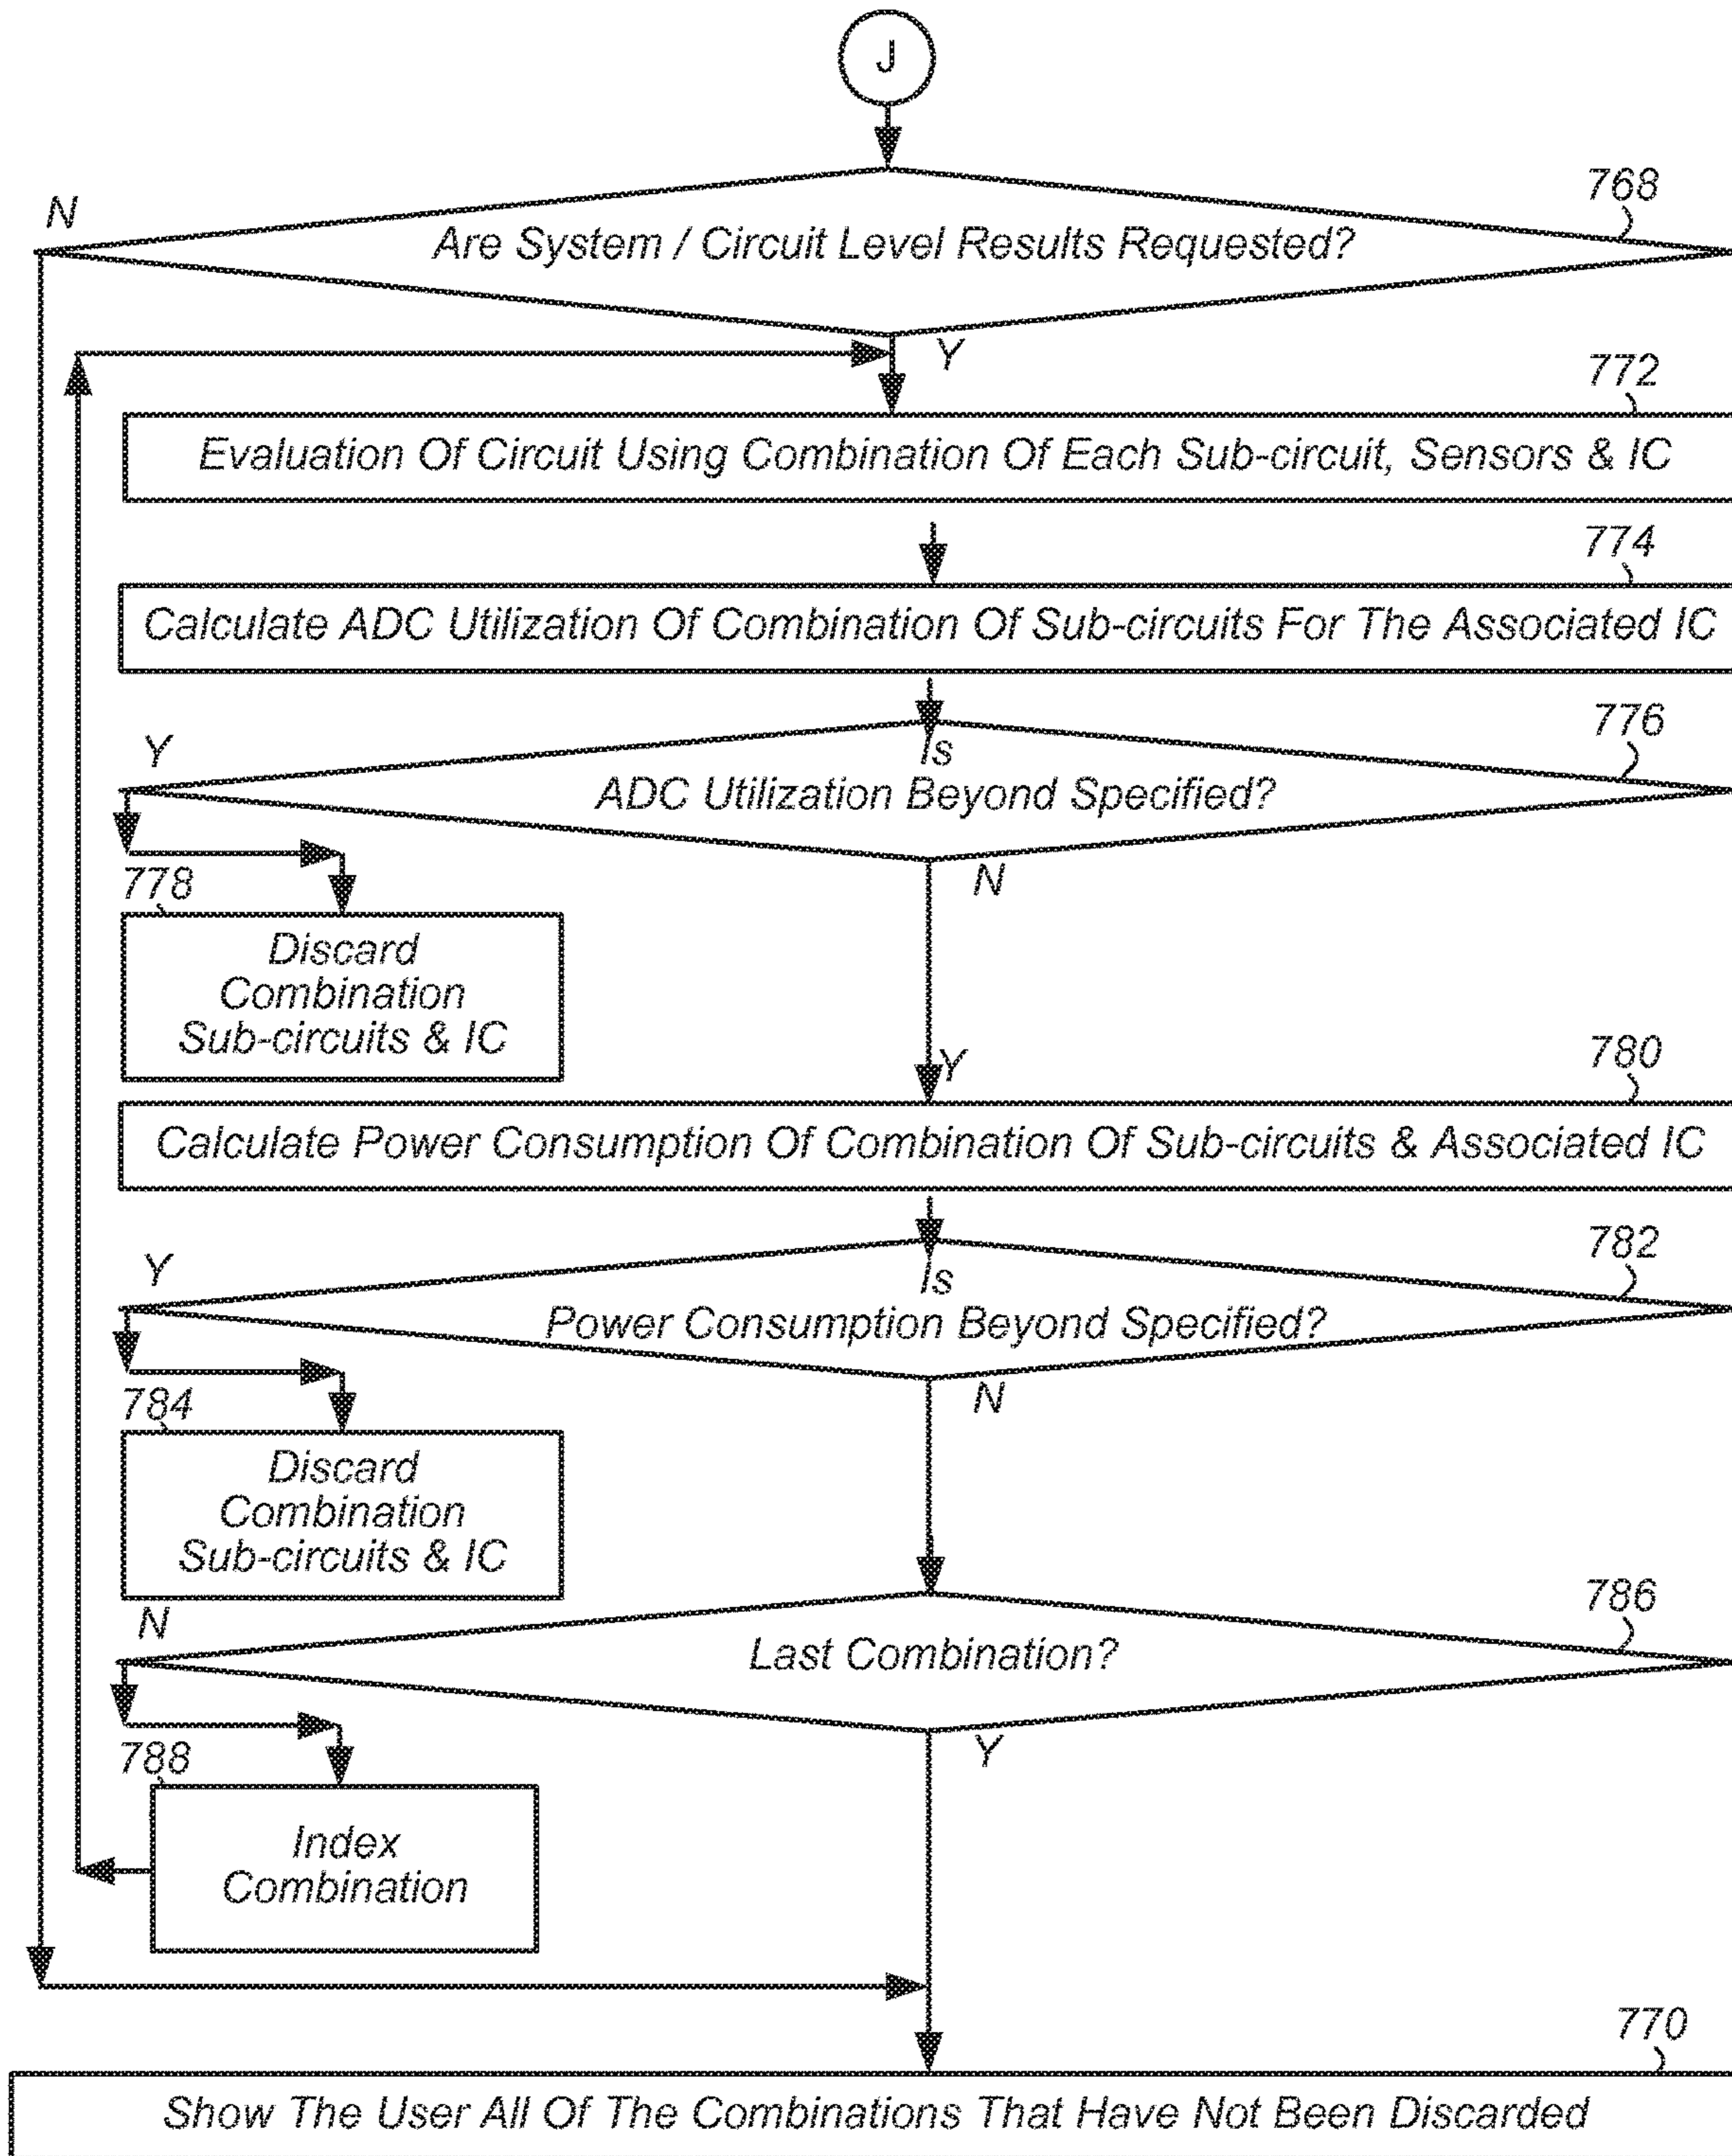 J
N
768
Are System / Circuit Level Results Requested?
Y
772
Evaluation Of Circuit Using Combination Of Each Sub-circuit, Sensors & IC
774
Calculate ADC Utilization Of Combination Of Sub-circuits For The Associated IC
776
Y
Is
ADC Utilization Beyond Specified?
778
N
Discard
Combination
Sub-circuits & IC
Y
780
Calculate Power Consumption Of Combination Of Sub-circuits & Associated IC
782
Y
Is
Power Consumption Beyond Specified?
784
N
Discard
Combination
Sub-circuits & IC
786
N
Last Combination?
788
Y
Index
Combination
770
Show The User All Of The Combinations That Have Not Been Discarded